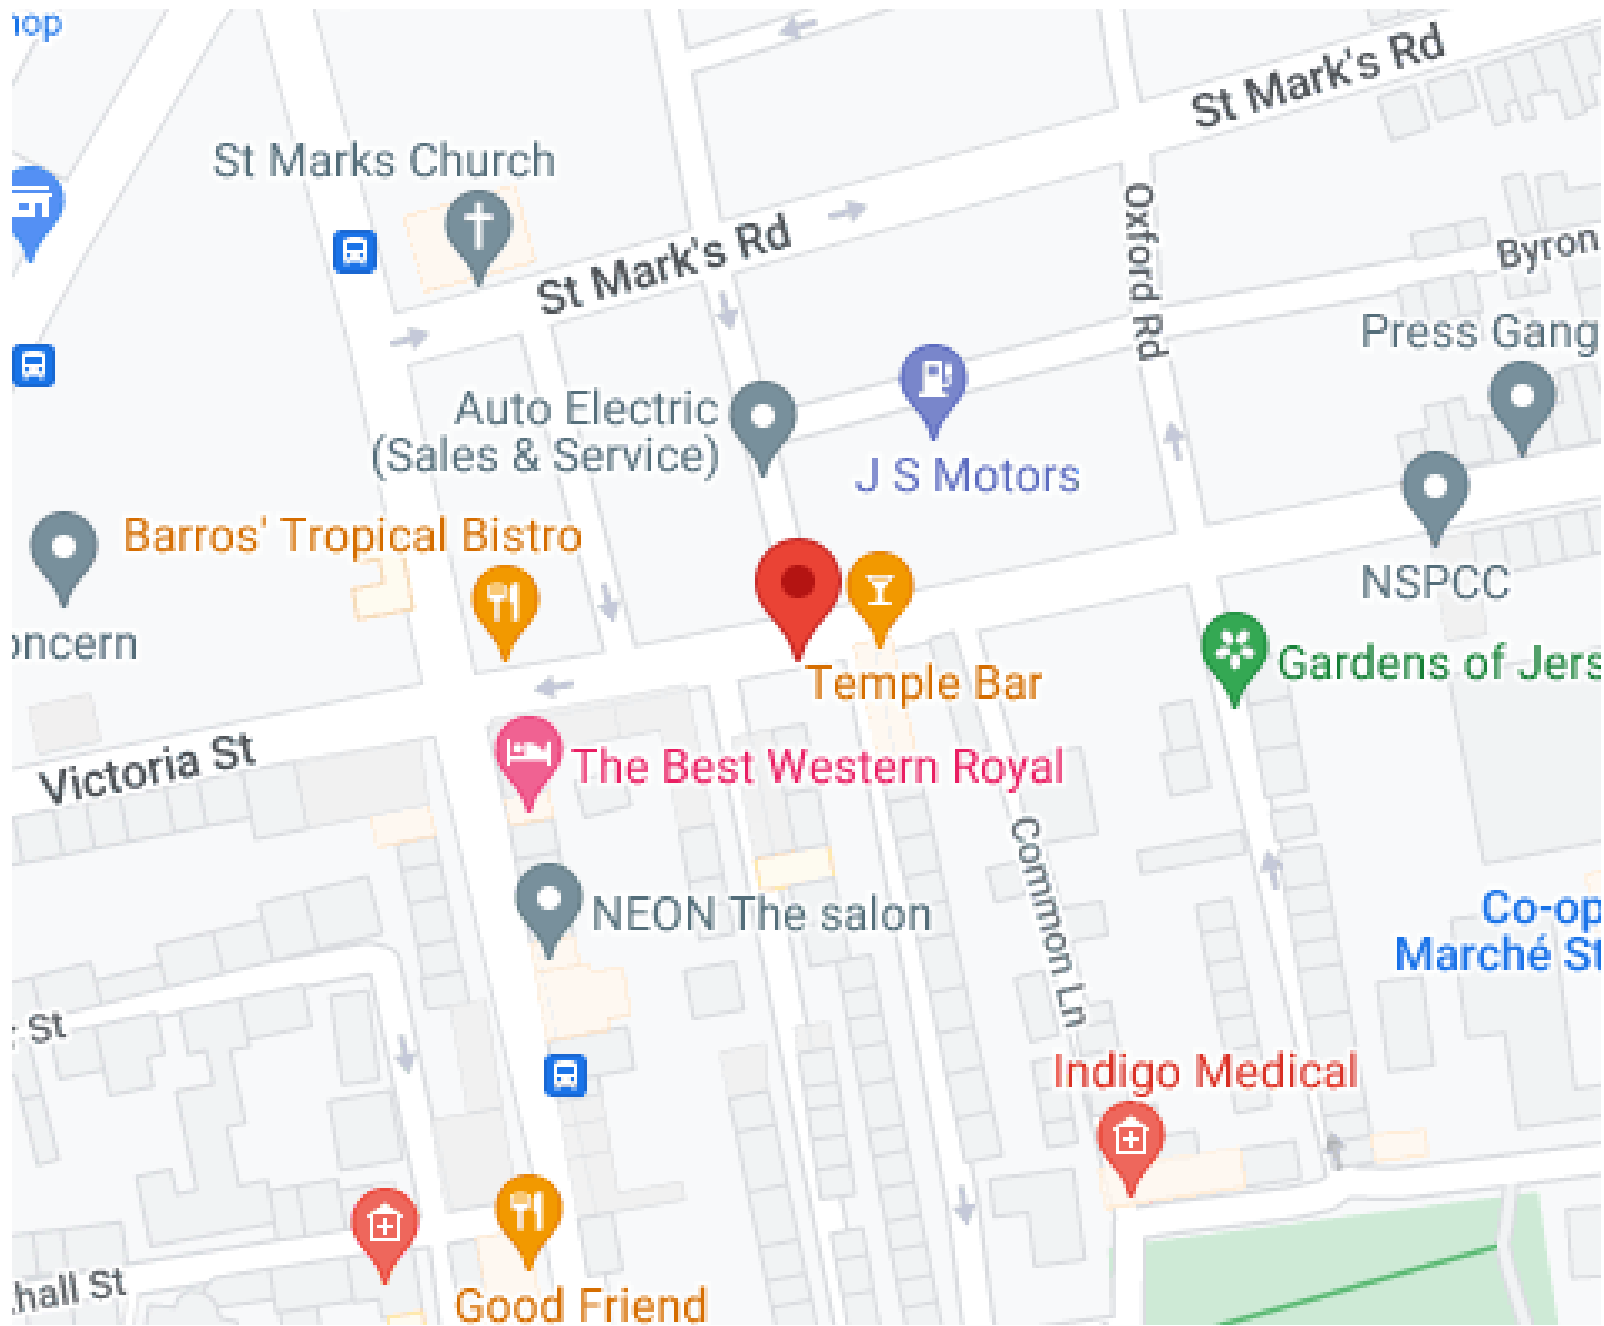 St Mark's Rd
St Marks Church
St Mark's Rd
Oxford Rd
Byron
Press Gang
Auto Electric
(Sales & Service)
J S Motors
Barros' Tropical Bistro
NSPCC
oncern
Gardens of Jers
Temple Bar
Victoria St
The Best Western Royal
Common Ln
NEON The salon
Co-op
Marché St
St
Indigo Medical
hall St
Good Friend